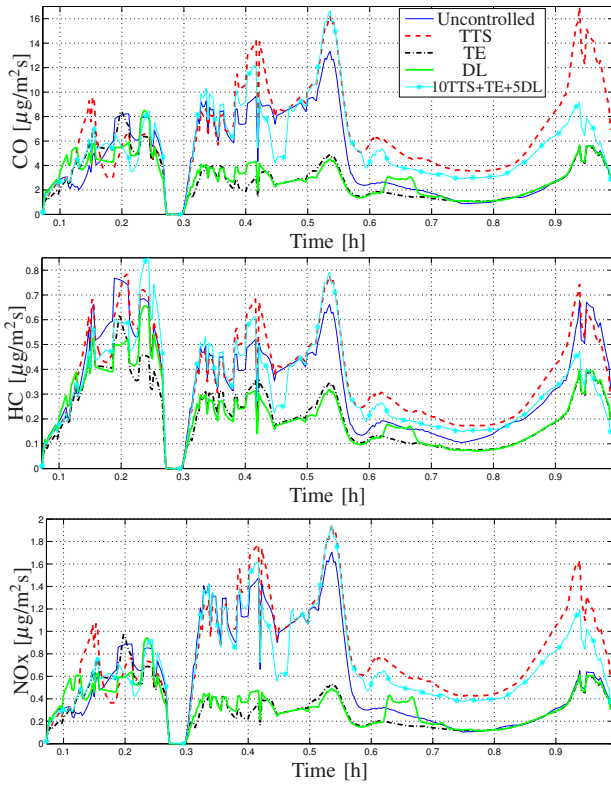 16
14
12
10
8
6
4
2
0
CO [μg/m²s]
Uncontrolled
TTS
TE
DL
10TTS+TE+5DL
0.1 0.2 0.3 0.4 0.5 0.6 0.7 0.8 0.9
Time [h]
0.8
0.7
0.6
0.5
0.4
0.3
0.2
0.1
0
HC [μg/m²s]
0.1 0.2 0.3 0.4 0.5 0.6 0.7 0.8 0.9
Time [h]
2
1.8
1.6
1.4
1.2
1
0.8
0.6
0.4
0.2
0
NOx [μg/m²s]
0.1 0.2 0.3 0.4 0.5 0.6 0.7 0.8 0.9
Time [h]